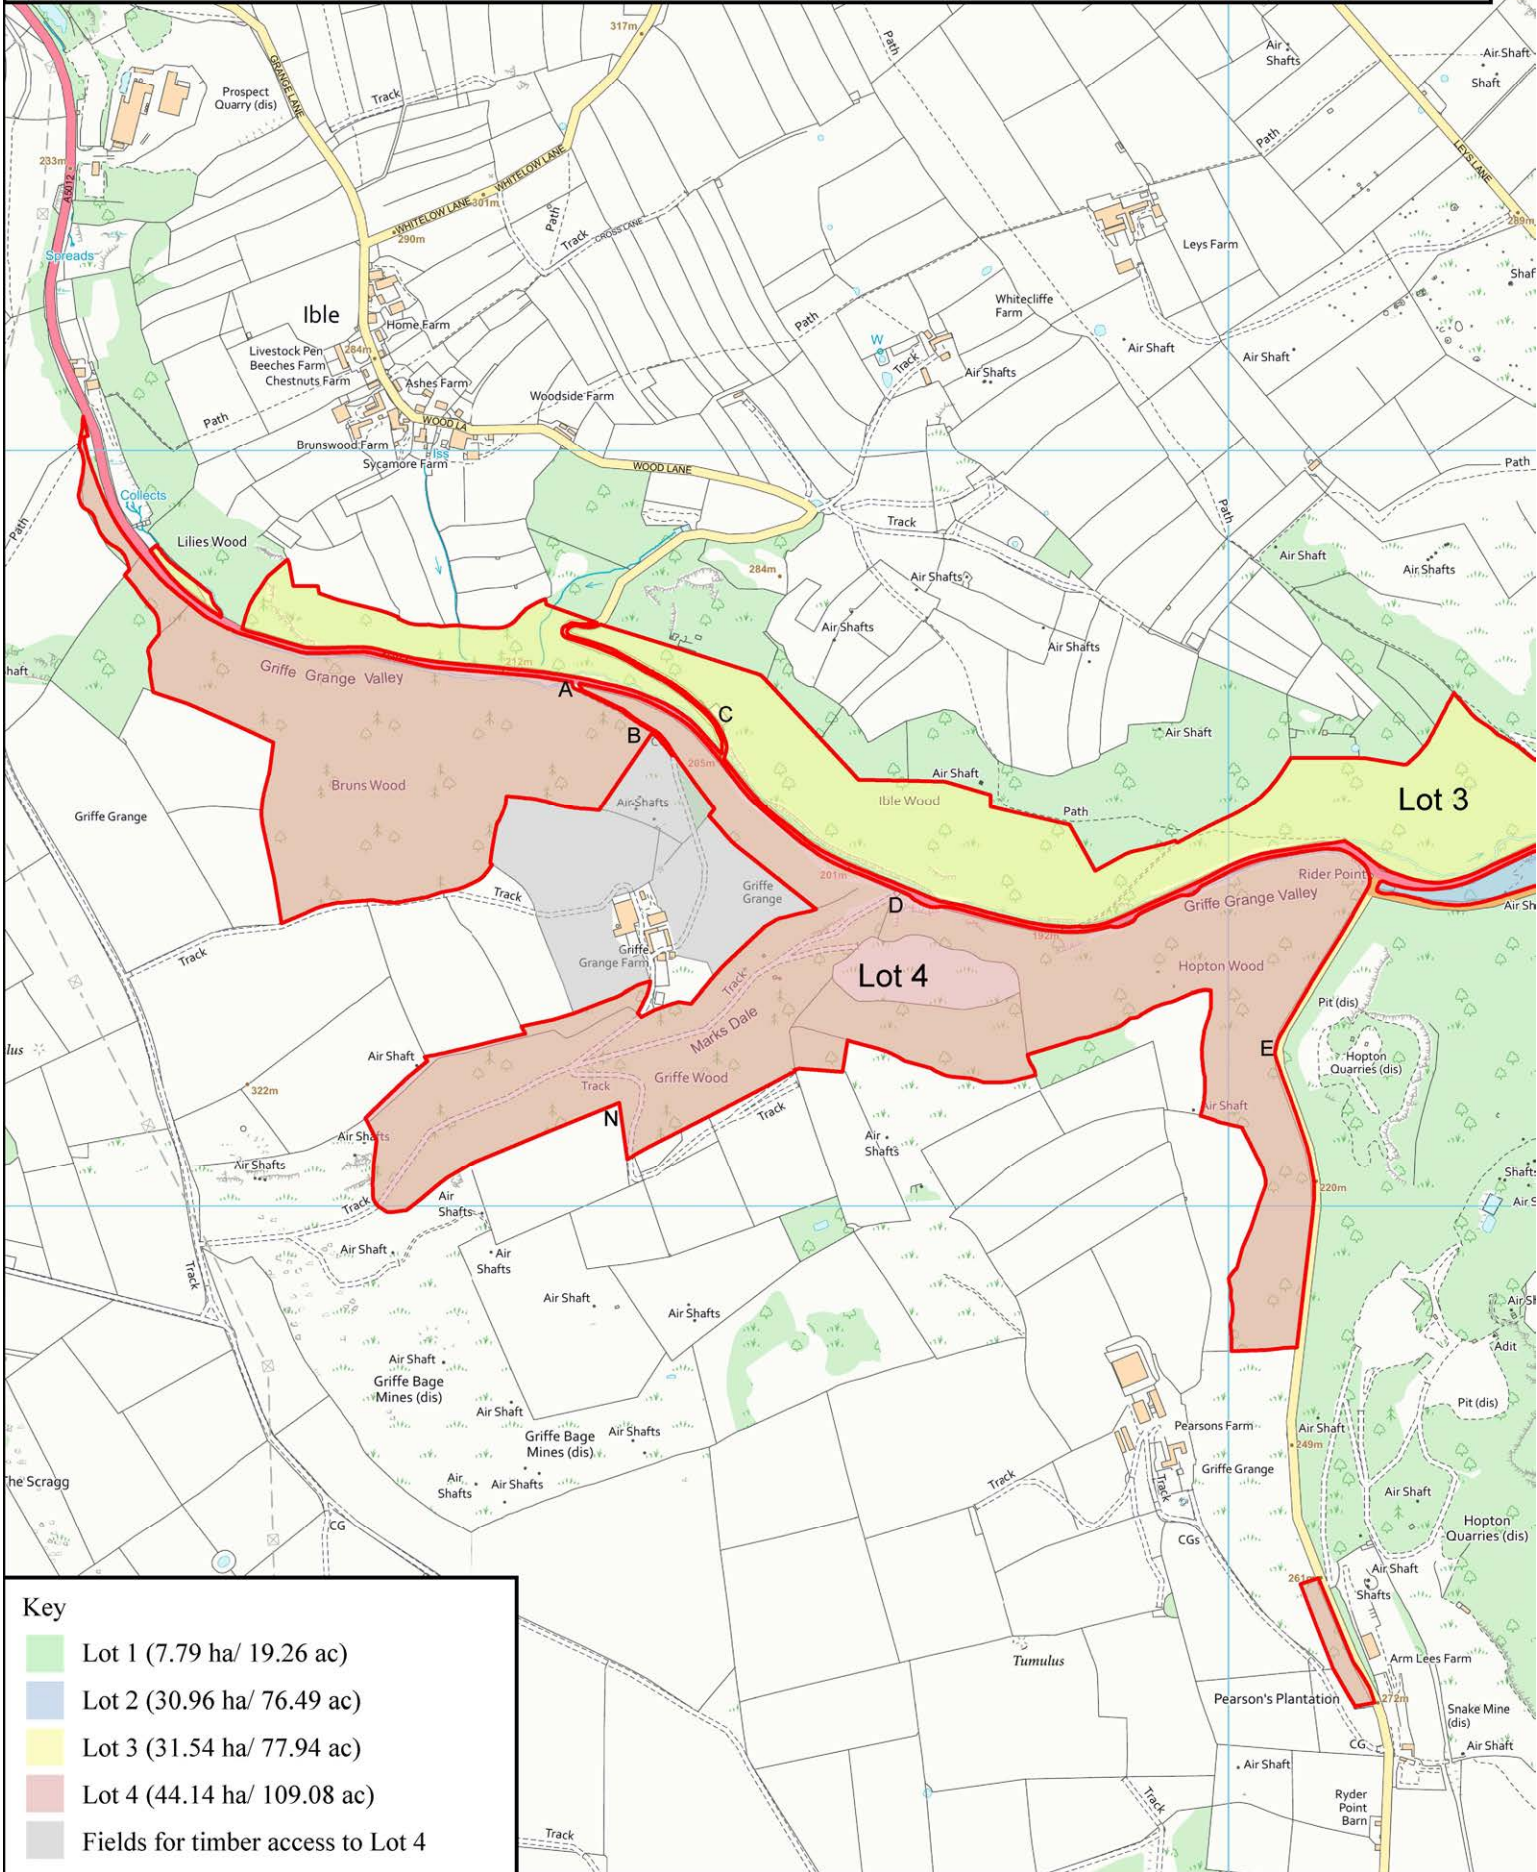 317m
Path
Air
Shafts
Air Shaft
Shaft
GRANGE LANE
Prospect
Quarry (dis)
Track
Path
233m
A5012
WHITELOW LANE
LEYS LANE
WHITELOW LANE
301m
290m
Path
Track
CROSS LANE
289m
Spreads
Leys Farm
Ible
Home Farm
Whitecliffe
Farm
Path
Livestock Pen
Beeches Farm
Chestnuts Farm
284m
Ashes Farm
W
Track
Air Shafts
Air Shaft
Air Shaft
Woodside Farm
Path
WOOD LA
Brunswood Farm
Sycamore Farm
Iss
WOOD LANE
Path
Collects
Path
Path
Track
Lilies Wood
284m
Air Shafts
Air Shaft
Air Shafts
Air Shafts
Air Shafts
Griffe Grange Valley
212m
A
B
C
205m
Air Shaft
Bruns Wood
Air Shafts
Air Shaft
Ible Wood
Path
Lot 3
Griffe Grange
Track
Griffe
Grange
201m
D
192m
Rider Point
Griffe Grange Valley
Track
Griffe
Grange Farm
Track
Lot 4
Hopton Wood
Pit (dis)
Marks Dale
E
Hopton
Quarries (dis)
Air Shaft
322m
Track
Griffe Wood
N
Track
Air Shaft
Air Shafts
Air
Shafts
Air Shafts
Track
Air
Shafts
220m
Air Shaft
Air
Shafts
Track
Air Shaft
Air Shafts
Adit
Air Shaft
Griffe Bage
Mines (dis)
Air Shaft
Pit (dis)
Pearsons Farm
Air Shaft
249m
Griffe Bage
Mines (dis)
Air Shafts
Griffe Grange
Air
Shafts
Air Shafts
Track
Track
Air Shaft
Hopton
Quarries (dis)
CG
CGs
Air Shaft
Shafts
Arm Lees Farm
Tumulus
Pearson's Plantation
272m
Snake Mine
(dis)
CG
Air Shaft
Air Shaft
Ryder
Point
Barn
Track
Track
Key
Lot 1 (7.79 ha/ 19.26 ac)
Lot 2 (30.96 ha/ 76.49 ac)
Lot 3 (31.54 ha/ 77.94 ac)
Lot 4 (44.14 ha/ 109.08 ac)
Fields for timber access to Lot 4